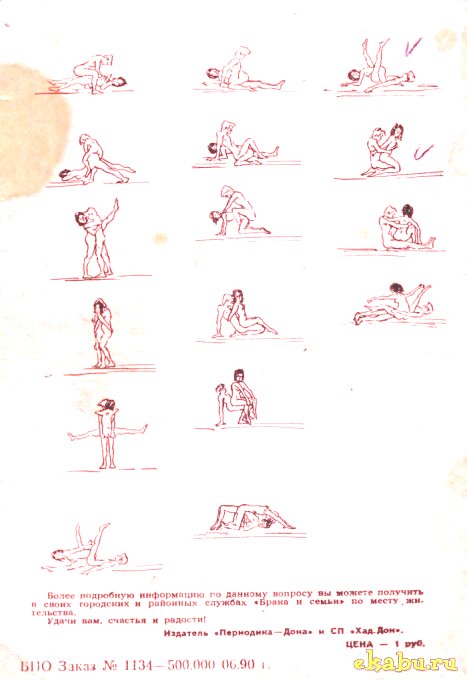 Более подробную информацию по данному вопросу вы можете получить
в своих городских и районных службах «Брака и семьи» по месту жи-
тельства.
Удачи вам, счастья и радости!
Издатель «Периодика—Дона» и СП «Хад-Дон».
ЦЕНА — 1 руб.
БПО Заказ № 1134—500.000 06.90 г.
ekabu.ru